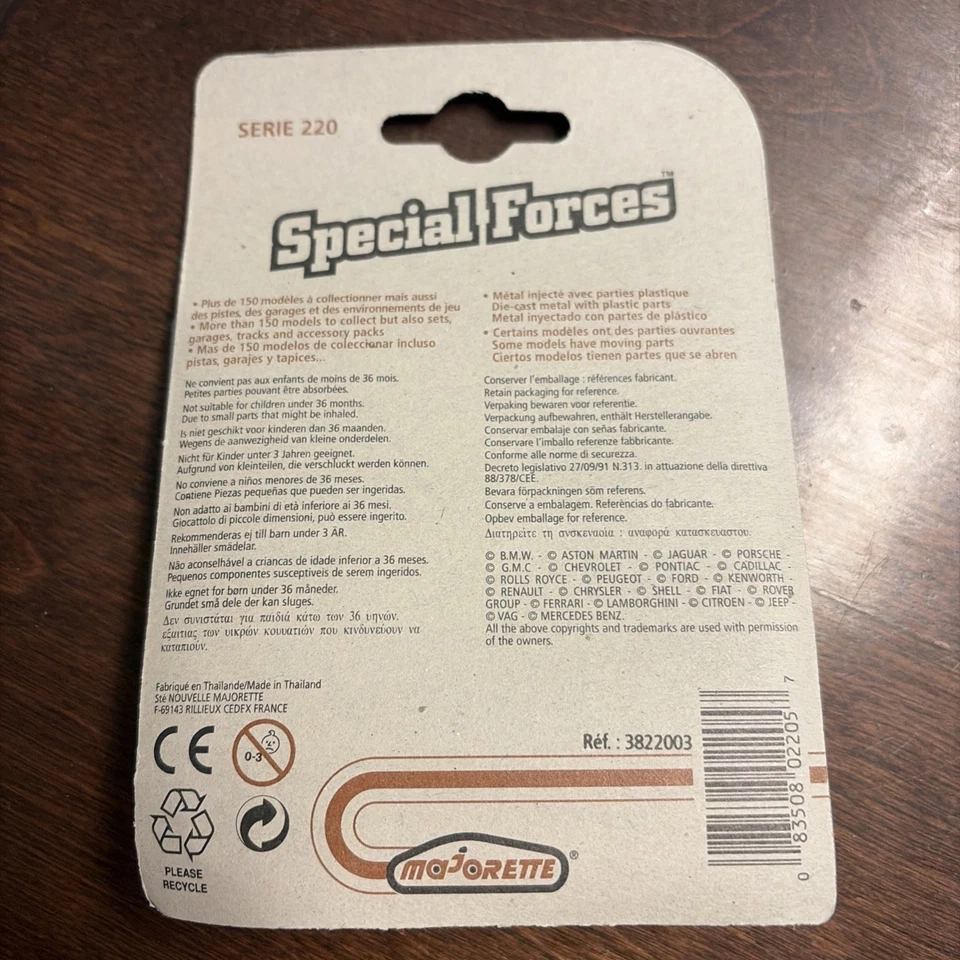 SERIE 220
Special Forces™
• Plus de 150 modèles à collectionner mais aussi
des pistes, des garages et des environnements de jeu
• More than 150 models to collect but also sets,
garages, tracks and accessory packs
• Mas de 150 modelos de coleccionar incluso
pistas, garajes y tapices...
• Métal injecté avec parties plastique
Die-cast metal with plastic parts
Metal inyectado con partes de plástico
• Certains modèles ont des parties ouvrantes
Some models have moving parts
Ciertos modelos tienen partes que se abren
Ne convient pas aux enfants de moins de 36 mois.
Petites parties pouvant être absorbées.
Not suitable for children under 36 months.
Due to small parts that might be inhaled.
Is niet geschikt voor kinderen dan 36 maanden.
Wegens de aanwezigheid van kleine onderdelen.
Nicht für Kinder unter 3 Jahren geeignet.
Aufgrund von kleinteilen, die verschluckt werden können.
No conviene a niños menores de 36 meses.
Contiene Piezas pequeñas que pueden ser ingeridas.
Non adatto ai bambini di età inferiore ai 36 mesi.
Giocattolo di piccole dimensioni, può essere ingerito.
Rekommenderas ej till barn under 3 ÅR.
Innehåller smådelar.
Não aconselhável a criancas de idade inferior a 36 meses.
Pequenos componentes susceptiveis de serem ingeridos.
Ikke egnet for børn under 36 måneder.
Grundet små dele der kan sluges.
Δεν συνιστάται για παιδιά κάτω των 36 μηνών.
εξαιτίας των μικρών κομματιών που κινδυνεύουν να
καταπιούν.
Conserver l'emballage : références fabricant.
Retain packaging for reference.
Verpaking bewaren voor referentie.
Verpackung aufbewahren, enthält Herstellerangabe.
Conservar embalaje con señas fabricante.
Conservare l'imballo referenze fabbricante.
Conforme alle norme di securezza.
Decreto legislativo 27/09/91 N.313. in attuazione della direttiva
88/378/CEE.
Bevara förpackningen söm referens.
Conserve a embalagem. Referências do fabricante.
Opbev emballage for reference.
Διατηρείτε τη συσκευασία : αναφορά κατασκευαστου.
© B.M.W. - © ASTON MARTIN - © JAGUAR - © PORSCHE -
© G.M.C - © CHEVROLET - © PONTIAC - © CADILLAC -
© ROLLS ROYCE - © PEUGEOT - © FORD - © KENWORTH -
© RENAULT - © CHRYSLER - © SHELL - © FIAT - © ROVER
GROUP - © FERRARI - © LAMBORGHINI - © CITROEN - © JEEP -
© VAG - © MERCEDES BENZ.
All the above copyrights and trademarks are used with permission
of the owners.
Fabriqué en Thaïlande/Made in Thailand
Sté NOUVELLE MAJORETTE
F-69143 RILLIEUX CEDEX FRANCE
CE
0-3
PLEASE
RECYCLE
Réf. : 3822003
0 83508 02205 7
MAJORETTE®